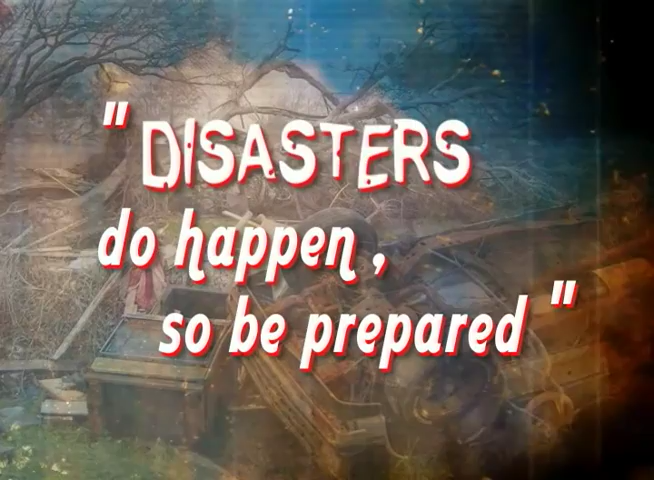 " DISASTERS
do happen ,
so be prepared "